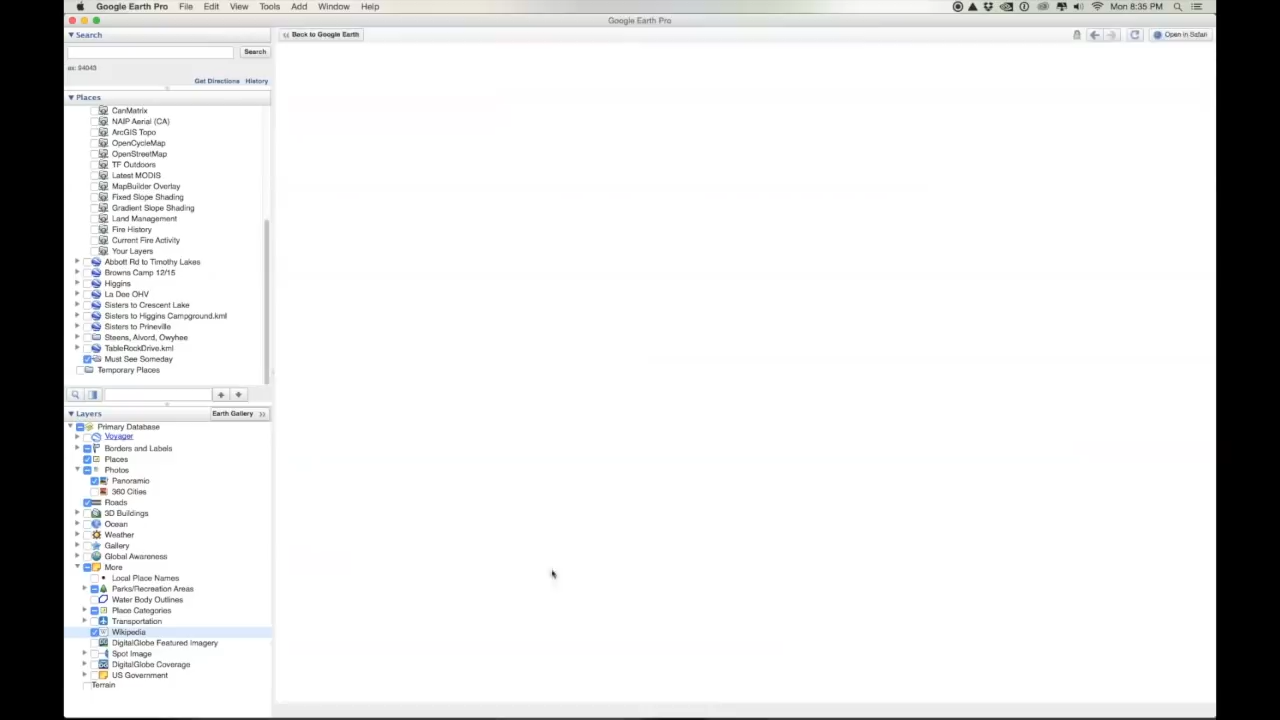 Google Earth Pro File Edit View Tools Add Window Help Mon 8:35 PM
Google Earth Pro
Search
Back to Google Earth
Open in Safari
Search
ex: 94043
Get Directions History
Places
CanMatrix
NAIP Aerial (CA)
ArcGIS Topo
OpenCycleMap
OpenStreetMap
TF Outdoors
Latest MODIS
MapBuilder Overlay
Fixed Slope Shading
Gradient Slope Shading
Land Management
Fire History
Current Fire Activity
Your Layers
Abbott Rd to Timothy Lakes
Browns Camp 12/15
Higgins
La Dee OHV
Sisters to Crescent Lake
Sisters to Higgins Campground.kml
Sisters to Prineville
Steens, Alvord, Owyhee
TableRockDrive.kml
Must See Someday
Temporary Places
Layers Earth Gallery
Primary Database
Voyager
Borders and Labels
Places
Photos
Panoramio
360 Cities
Roads
3D Buildings
Ocean
Weather
Gallery
Global Awareness
More
Local Place Names
Parks/Recreation Areas
Water Body Outlines
Place Categories
Transportation
Wikipedia
DigitalGlobe Featured Imagery
Spot Image
DigitalGlobe Coverage
US Government
Terrain